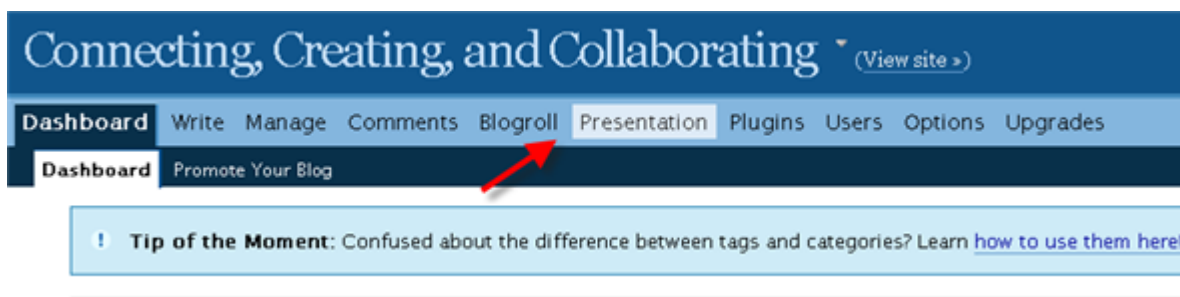 Connecting, Creating, and Collaborating (View site »)
Dashboard Write Manage Comments Blogroll Presentation Plugins Users Options Upgrades
Dashboard Promote Your Blog
! Tip of the Moment: Confused about the difference between tags and categories? Learn how to use them here!